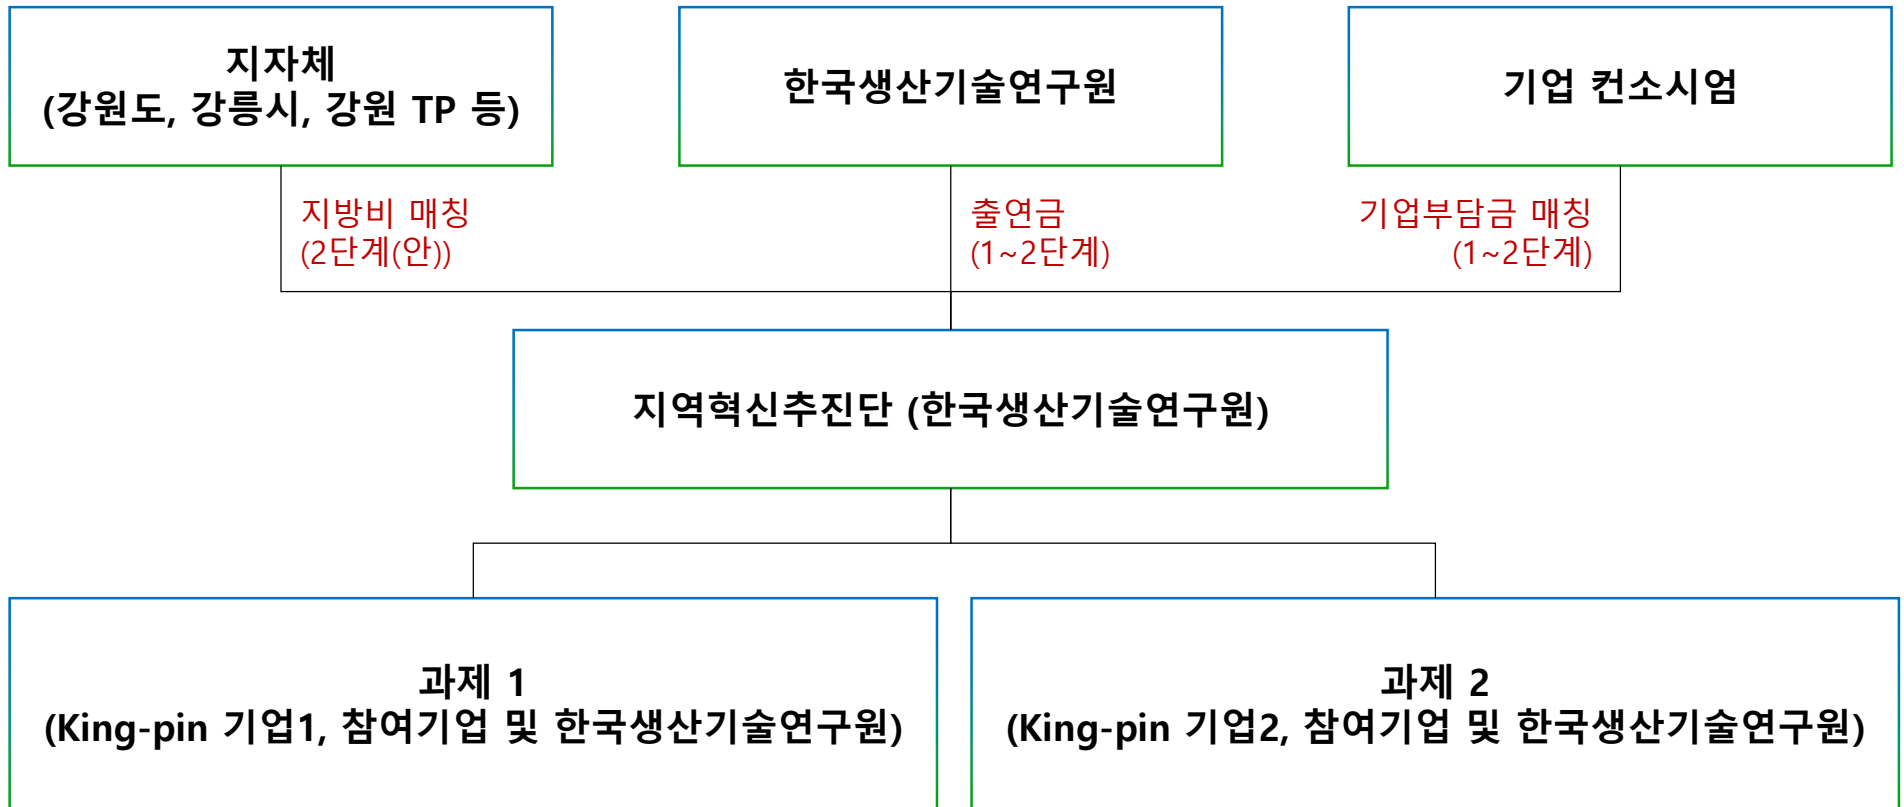 지자체
(강원도, 강릉시, 강원 TP 등)
한국생산기술연구원
기업 컨소시엄
지방비 매칭
(2단계(안))
출연금
(1~2단계)
기업부담금 매칭
(1~2단계)
지역혁신추진단 (한국생산기술연구원)
과제 1
(King-pin 기업1, 참여기업 및 한국생산기술연구원)
과제 2
(King-pin 기업2, 참여기업 및 한국생산기술연구원)